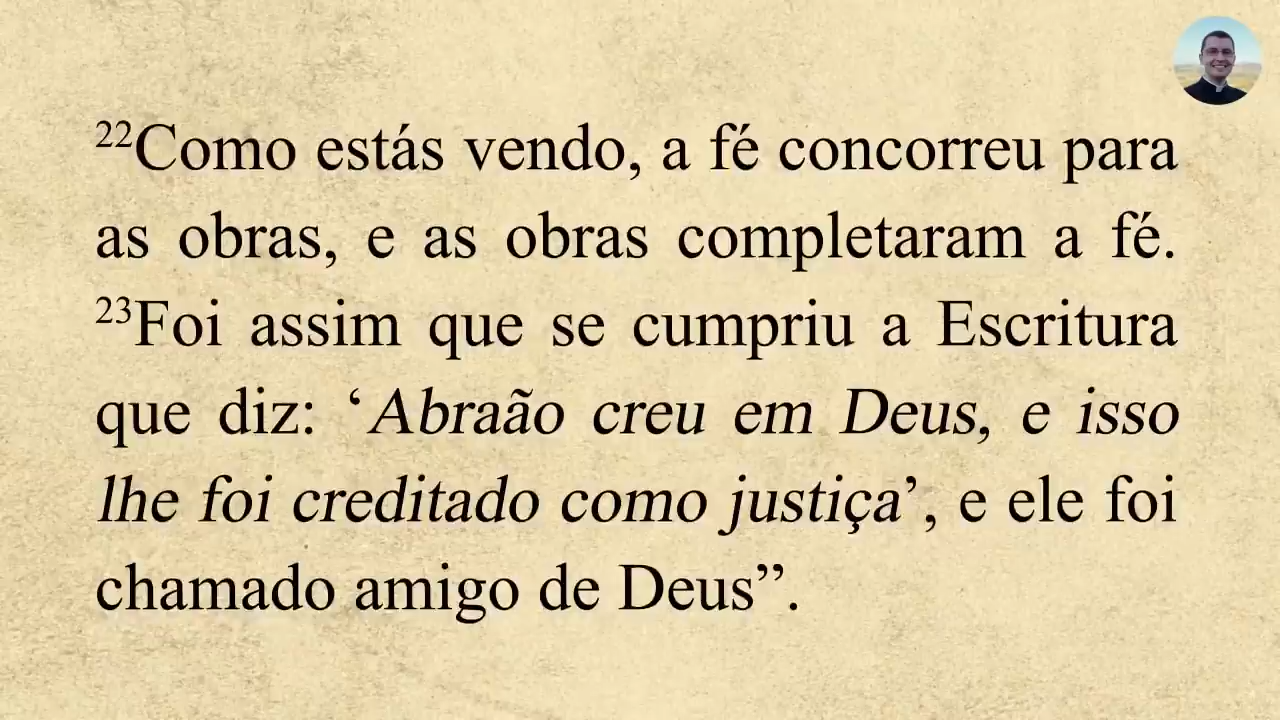 ²²Como estás vendo, a fé concorreu para
as obras, e as obras completaram a fé.
²³Foi assim que se cumpriu a Escritura
que diz: ‘Abraão creu em Deus, e isso
lhe foi creditado como justiça’, e ele foi
chamado amigo de Deus”.